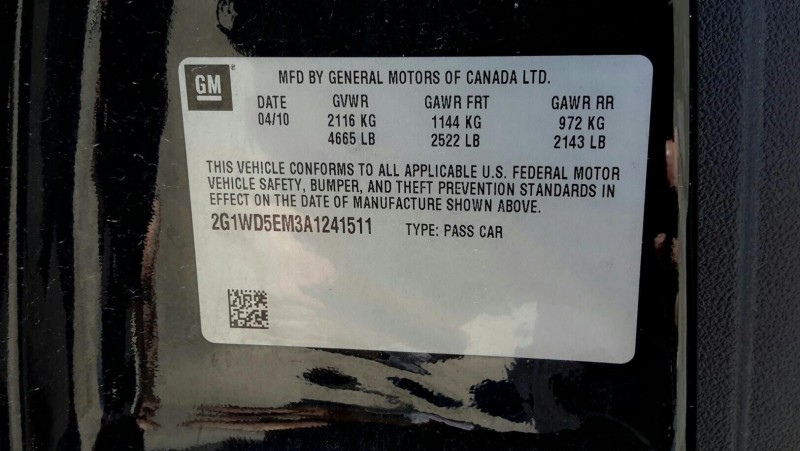 GM ®
MFD BY GENERAL MOTORS OF CANADA LTD.
DATE GVWR GAWR FRT GAWR RR
04/10 2116 KG 1144 KG 972 KG
4665 LB 2522 LB 2143 LB
THIS VEHICLE CONFORMS TO ALL APPLICABLE U.S. FEDERAL MOTOR
VEHICLE SAFETY, BUMPER, AND THEFT PREVENTION STANDARDS IN
EFFECT ON THE DATE OF MANUFACTURE SHOWN ABOVE.
2G1WD5EM3A1241511 TYPE: PASS CAR